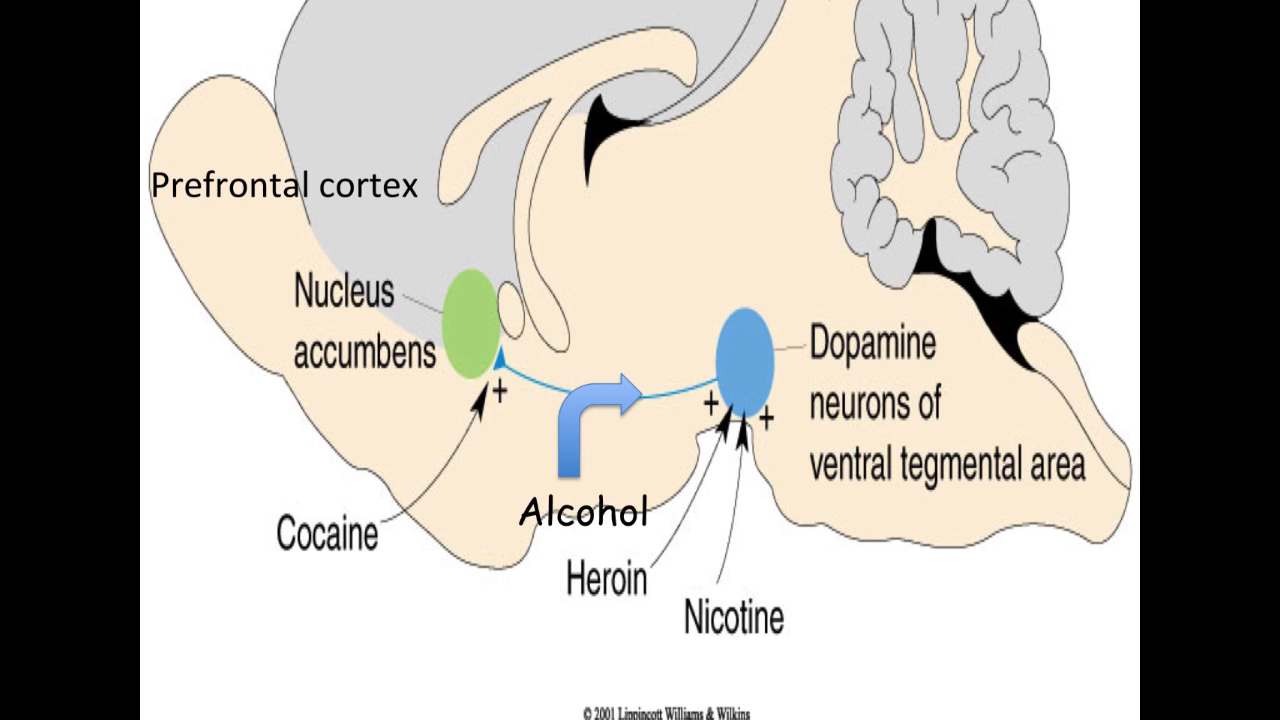 Prefrontal cortex
Nucleus
accumbens
+
Dopamine
neurons of
ventral tegmental area
+
+
Cocaine
Alcohol
Heroin
Nicotine
© 2001 Lippincott Williams & Wilkins